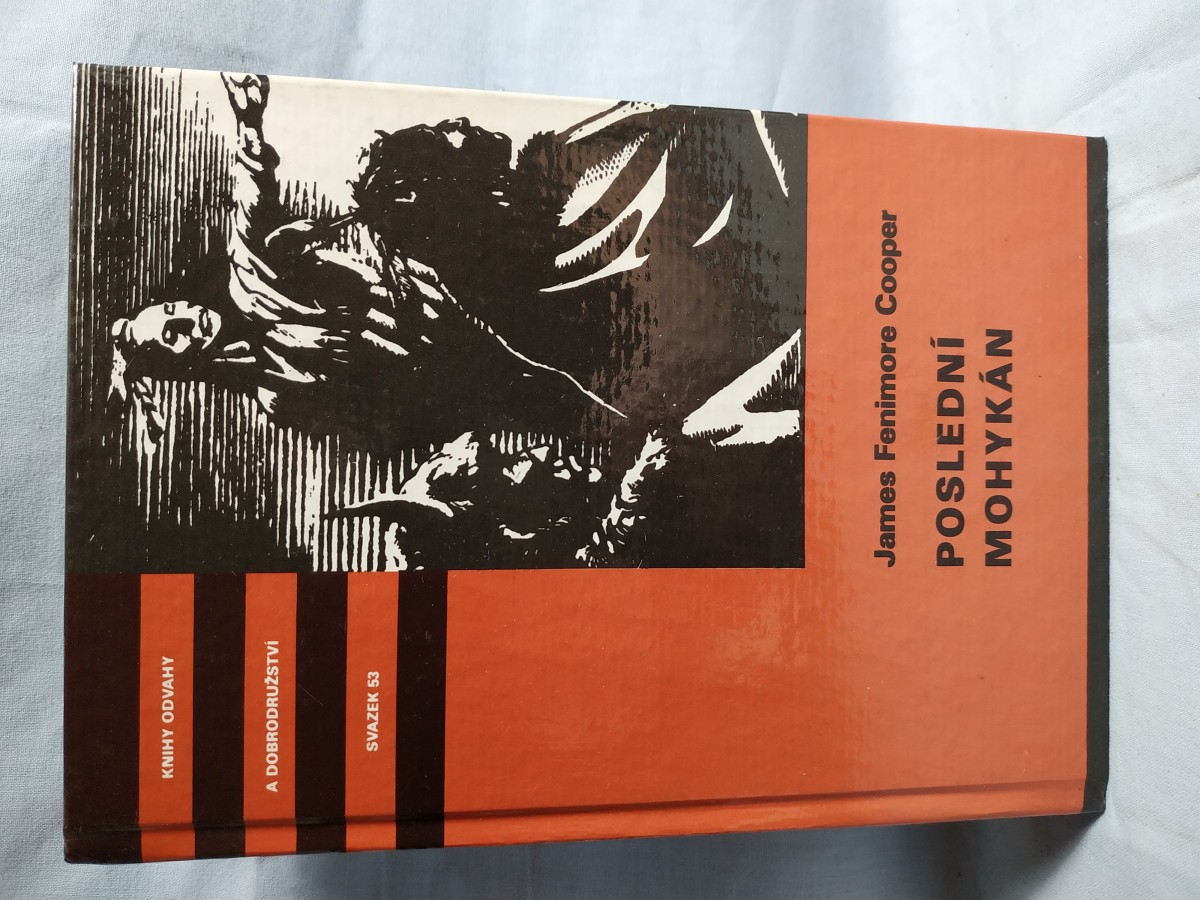 KNIHY ODVAHY
A DOBRODRUŽSTVÍ
SVAZEK 53
James Fenimore Cooper
POSLEDNÍ
MOHYKÁN